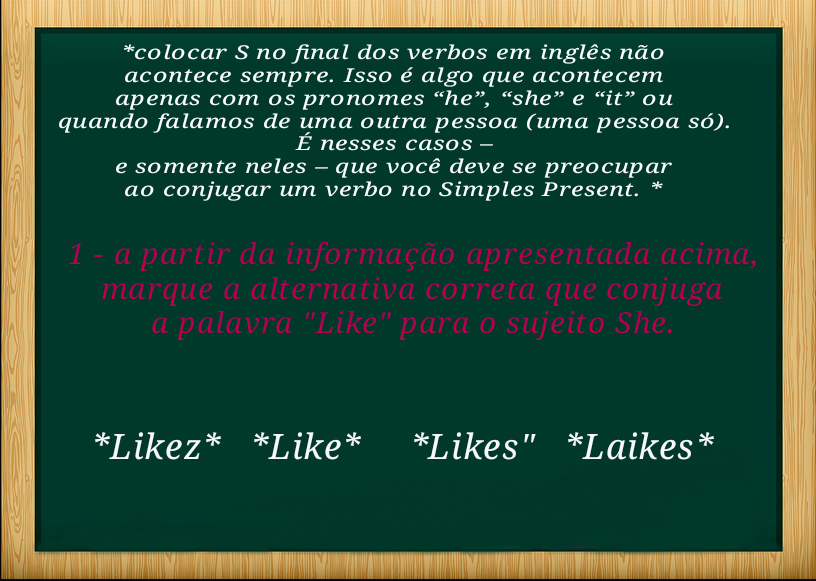 *colocar S no final dos verbos em inglês não
acontece sempre. Isso é algo que acontecem
apenas com os pronomes “he”, “she” e “it” ou
quando falamos de uma outra pessoa (uma pessoa só).
É nesses casos –
e somente neles – que você deve se preocupar
ao conjugar um verbo no Simples Present. *
1 - a partir da informação apresentada acima,
marque a alternativa correta que conjuga
a palavra "Like" para o sujeito She.
*Likez* *Like* *Likes" *Laikes*